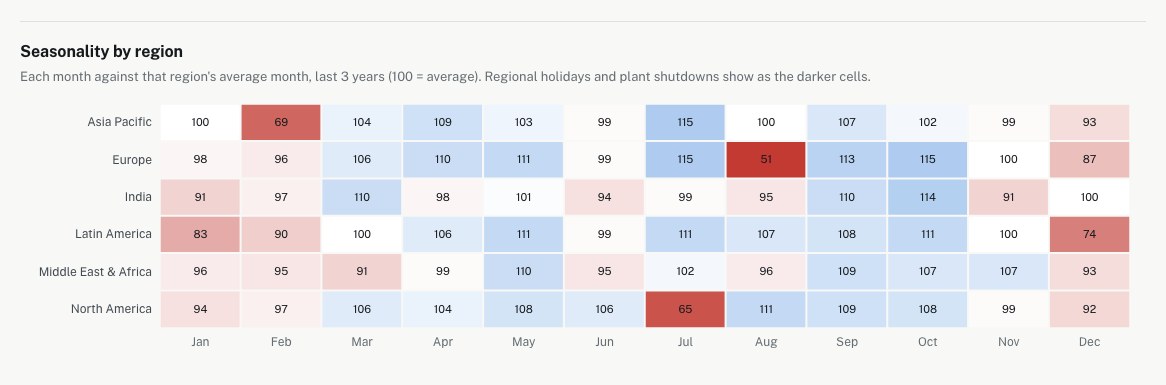 Seasonality by region
Each month against that region's average month, last 3 years (100 = average). Regional holidays and plant shutdowns show as the darker cells.
Asia Pacific 100 69 104 109 103 99 115 100 107 102 99 93
Europe 98 96 106 110 111 99 115 51 113 115 100 87
India 91 97 110 98 101 94 99 95 110 114 91 100
Latin America 83 90 100 106 111 99 111 107 108 111 100 74
Middle East & Africa 96 95 91 99 110 95 102 96 109 107 107 93
North America 94 97 106 104 108 106 65 111 109 108 99 92
Jan Feb Mar Apr May Jun Jul Aug Sep Oct Nov Dec